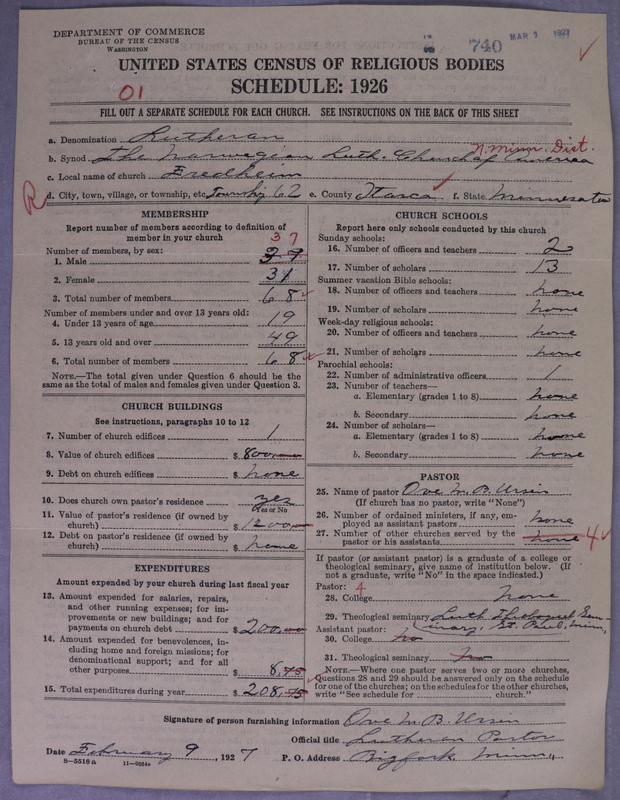 DEPARTMENT OF COMMERCE
BUREAU OF THE CENSUS
WASHINGTON
740 MAR 9 1927
UNITED STATES CENSUS OF RELIGIOUS BODIES
SCHEDULE: 1926
01
FILL OUT A SEPARATE SCHEDULE FOR EACH CHURCH. SEE INSTRUCTIONS ON THE BACK OF THIS SHEET
a. Denomination Lutheran
N. Minn. Dist.
b. Synod The Norwegian Luth. Church of America
c. Local name of church Fredheim
R d. City, town, village, or township, etc. Township 62 e. County Itasca f. State Minnesota
MEMBERSHIP
Report number of members according to definition of member in your church
Number of members, by sex:
37
1. Male 37
2. Female 31
3. Total number of members 68
Number of members under and over 13 years old:
4. Under 13 years of age 19
5. 13 years old and over 49
6. Total number of members 68
NOTE.—The total given under Question 6 should be the same as the total of males and females given under Question 3.
CHURCH BUILDINGS
See instructions, paragraphs 10 to 12
7. Number of church edifices 1
8. Value of church edifices $ 800.00
9. Debt on church edifices $ none
10. Does church own pastor's residence yes
Yes or No
11. Value of pastor's residence (if owned by church) $ 1200
12. Debt on pastor's residence (if owned by church) $ none
EXPENDITURES
Amount expended by your church during last fiscal year
13. Amount expended for salaries, repairs, and other running expenses; for improvements or new buildings; and for payments on church debt $ 200.00
14. Amount expended for benevolences, including home and foreign missions; for denominational support; and for all other purposes $ 8.75
15. Total expenditures during year $ 208.75
CHURCH SCHOOLS
Report here only schools conducted by this church
Sunday schools:
16. Number of officers and teachers 2
17. Number of scholars 13
Summer vacation Bible schools:
18. Number of officers and teachers none
19. Number of scholars none
Week-day religious schools:
20. Number of officers and teachers none
21. Number of scholars none
Parochial schools:
22. Number of administrative officers 1
23. Number of teachers—
a. Elementary (grades 1 to 8) none
b. Secondary none
24. Number of scholars—
a. Elementary (grades 1 to 8) none
b. Secondary none
PASTOR
25. Name of pastor Ove M. B. Ursin
(If church has no pastor, write "None")
26. Number of ordained ministers, if any, employed as assistant pastors none
27. Number of other churches served by the pastor or his assistants none 4
If pastor (or assistant pastor) is a graduate of a college or theological seminary, give name of institution below. (If not a graduate, write "No" in the space indicated.)
Pastor: 4
28. College None
29. Theological seminary Luth. Theological Seminary, St. Paul, Minn.
Assistant pastor:
30. College no
31. Theological seminary no
NOTE.—Where one pastor serves two or more churches, Questions 28 and 29 should be answered only on the schedule for one of the churches; on the schedules for the other churches, write "See schedule for church."
Signature of person furnishing information Ove M. B. Ursin
Official title Lutheran Pastor
Date February 9, 1927 P. O. Address Bigfork Minn.
8-5518a 11-9664a